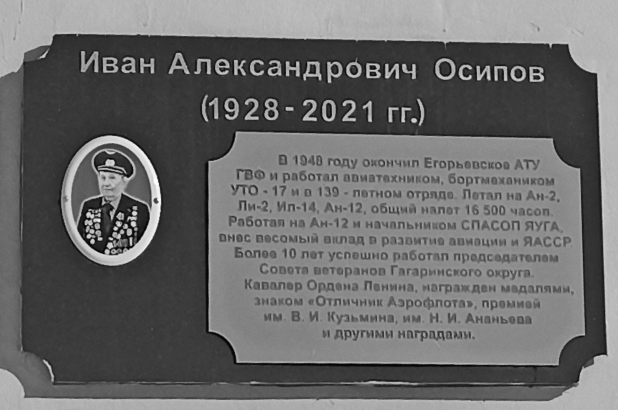 Иван Александрович Осипов
(1928 - 2021 гг.)
В 1948 году окончил Егорьевское АТУ
ГВФ и работал авиатехником, бортмехаником
УТО - 17 и в 139 - летном отряде. Летал на Ан-2,
Ли-2, Ил-14, Ан-12, общий налет 16 500 часов.
Работая на Ан-12 и начальником СПАСОП ЯУГА,
внес весомый вклад в развитие авиации и ЯАССР.
Более 10 лет успешно работал председателем
Совета ветеранов Гагаринского округа.
Кавалер Ордена Ленина, награжден медалями,
знаком «Отличник Аэрофлота», премией
им. В. И. Кузьмина, им. Н. И. Ананьева
и другими наградами.